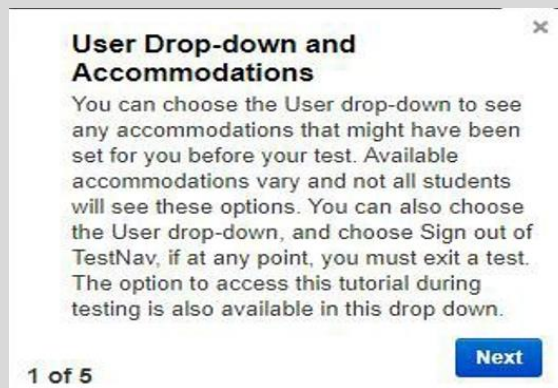 User Drop-down and
Accommodations
You can choose the User drop-down to see
any accommodations that might have been
set for you before your test. Available
accommodations vary and not all students
will see these options. You can also choose
the User drop-down, and choose Sign out of
TestNav, if at any point, you must exit a test.
The option to access this tutorial during
testing is also available in this drop down.
Next
1 of 5